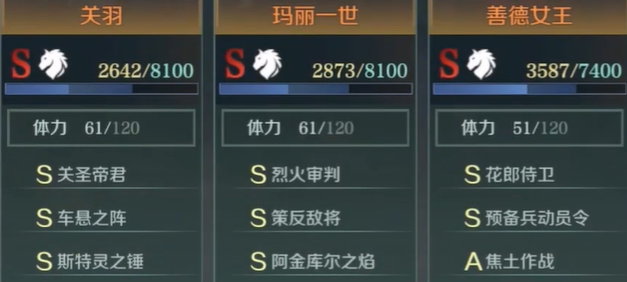 关羽
S 2642/8100
体力 61/120
S 关圣帝君
S 车悬之阵
S 斯特灵之锤
玛丽一世
S 2873/8100
体力 61/120
S 烈火审判
S 策反敌将
S 阿金库尔之焰
善德女王
S 3587/7400
体力 51/120
S 花郎侍卫
S 预备兵动员令
A 焦土作战